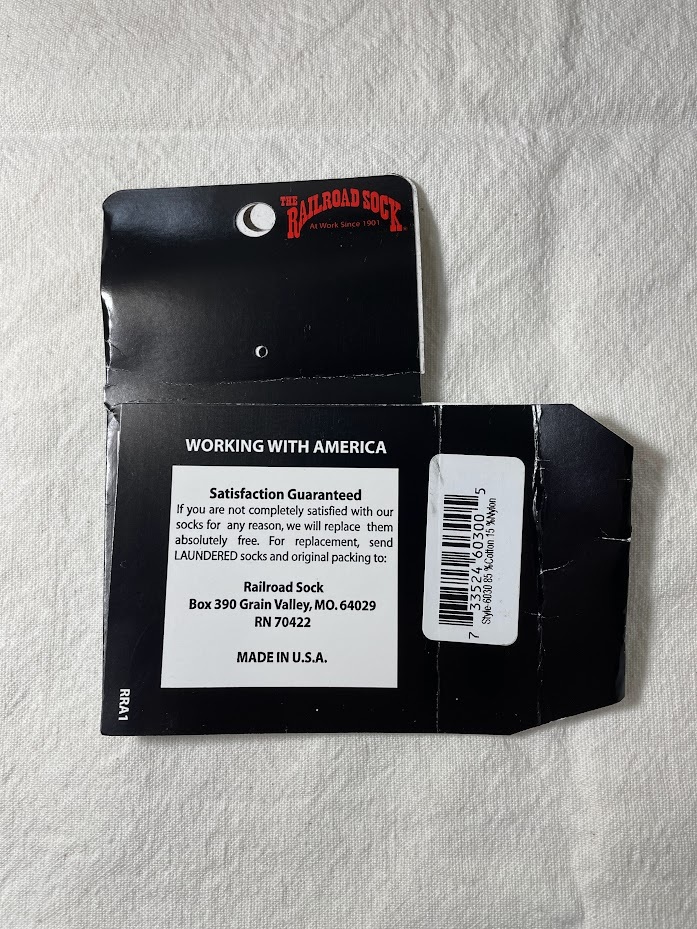 THE
RAILROAD SOCK
At Work Since 1901
WORKING WITH AMERICA
Satisfaction Guaranteed
If you are not completely satisfied with our
socks for any reason, we will replace them
absolutely free. For replacement, send
LAUNDERED socks and original packing to:
Railroad Sock
Box 390 Grain Valley, MO. 64029
RN 70422
MADE IN U.S.A.
RRA1
7 33524 60300 5
Style 6030 85 %Cotton 15 %Nylon